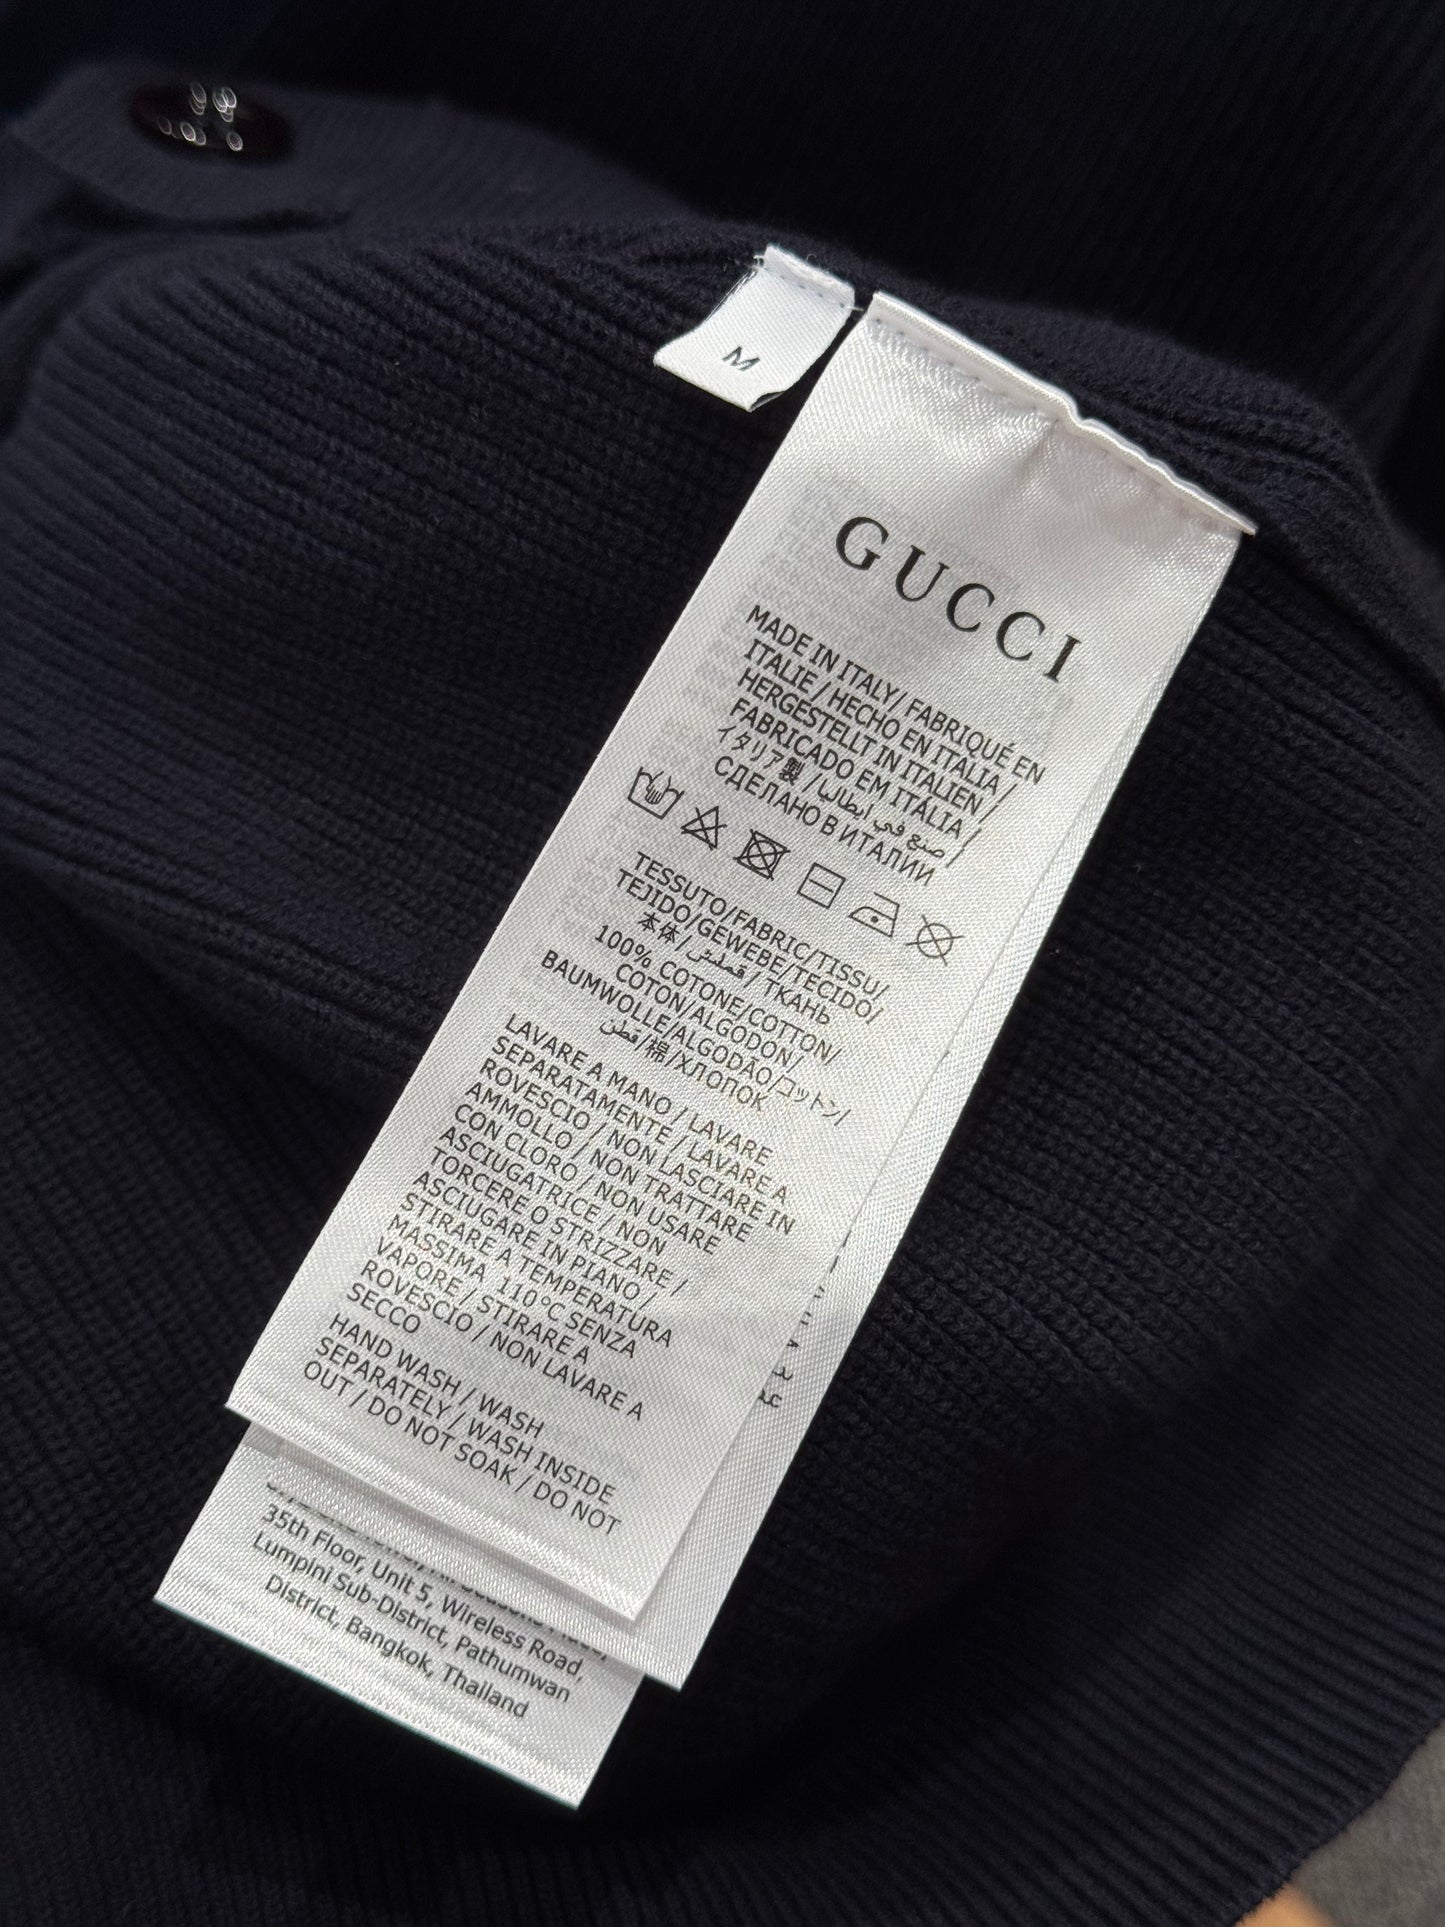 M
GUCCI
MADE IN ITALY/ FABRIQUÉ EN
ITALIE / HECHO EN ITALIA /
HERGESTELLT IN ITALIEN /
FABRICADO EM ITÁLIA /
イタリア製 / صنع في ايطاليا /
СДЕЛАНО В ИТАЛИИ
TESSUTO/FABRIC/TISSU/
TEJIDO/GEWEBE/TECIDO/
本体/قطلش/ТКАНЬ
100% COTONE/COTTON/
COTON/ALGODON/
BAUMWOLLE/ALGODÃO/コットン/
قطن/棉/ХЛОПОК
LAVARE A MANO / LAVARE
SEPARATAMENTE / LAVARE A
ROVESCIO / NON LASCIARE IN
AMMOLLO / NON TRATTARE
CON CLORO / NON USARE
ASCIUGATRICE / NON
TORCERE O STRIZZARE /
ASCIUGARE IN PIANO /
STIRARE A TEMPERATURA
MASSIMA 110°C SENZA
VAPORE / STIRARE A
ROVESCIO / NON LAVARE A
SECCO
HAND WASH / WASH
SEPARATELY / WASH INSIDE
OUT / DO NOT SOAK / DO NOT
35th Floor, Unit 5, Wireless Road,
Lumpini Sub-District, Pathumwan
District, Bangkok, Thailand